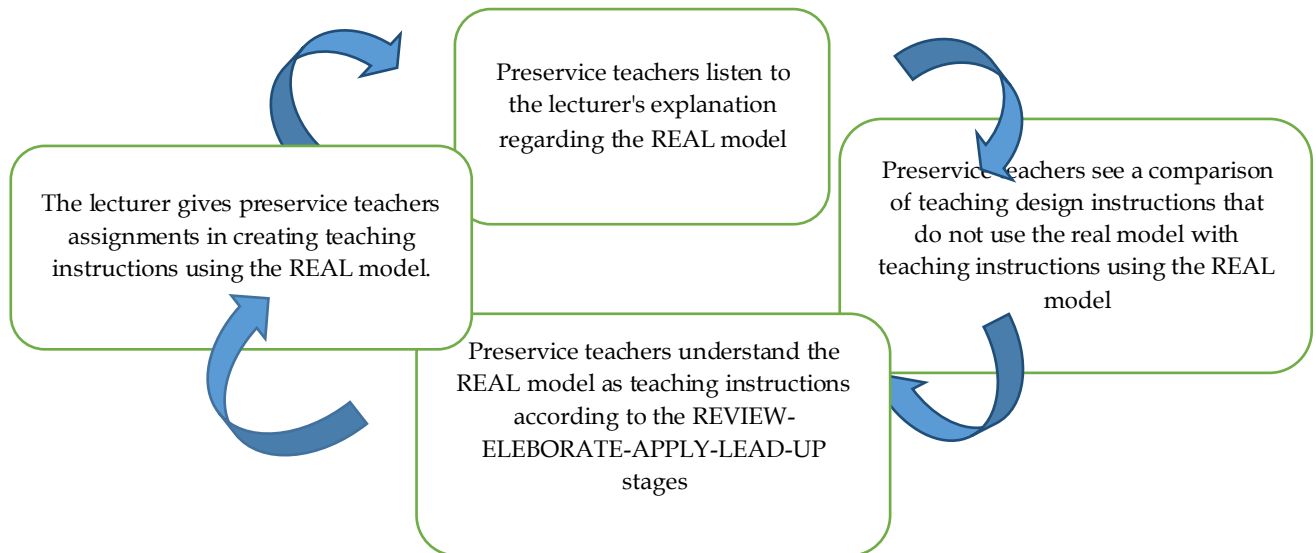 Preservice teachers listen to
the lecturer's explanation
regarding the REAL model
Preservice teachers see a comparison
of teaching design instructions that
do not use the real model with
teaching instructions using the REAL
model
Preservice teachers understand the
REAL model as teaching instructions
according to the REVIEW-
ELEBORATE-APPLY-LEAD-UP
stages
The lecturer gives preservice teachers
assignments in creating teaching
instructions using the REAL model.